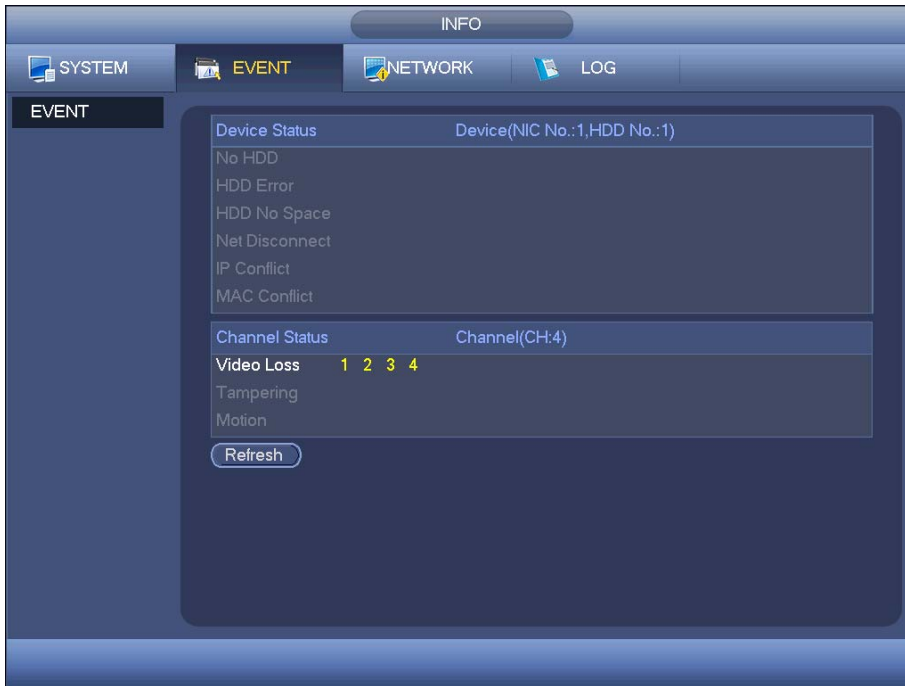 INFO
SYSTEM EVENT NETWORK LOG
EVENT
Device Status Device(NIC No.:1,HDD No.:1)
No HDD
HDD Error
HDD No Space
Net Disconnect
IP Conflict
MAC Conflict
Channel Status Channel(CH:4)
Video Loss 1 2 3 4
Tampering
Motion
Refresh